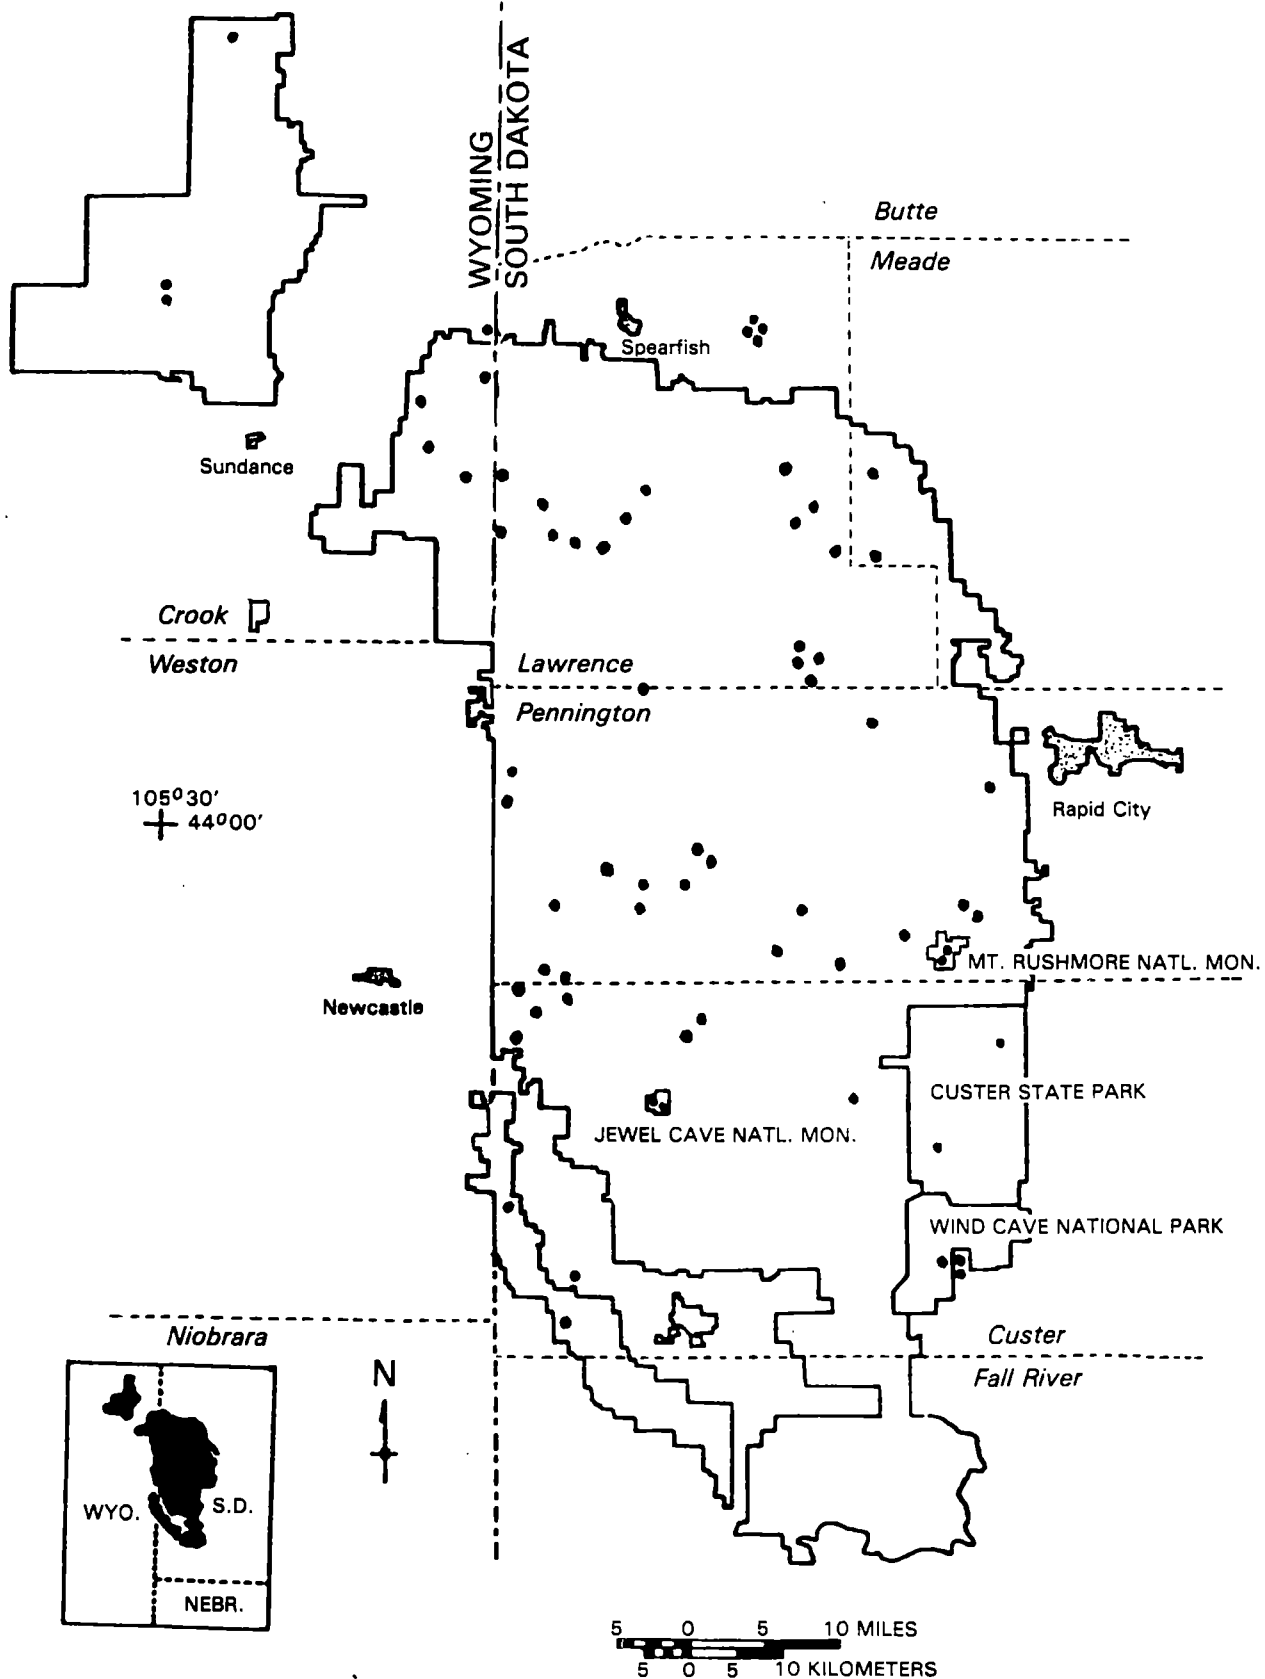 WYOMING
SOUTH DAKOTA
Butte
Meade
Spearfish
Sundance
Crook
Weston
Lawrence
Pennington
105°30'
44°00'
Rapid City
Newcastle
MT. RUSHMORE NATL. MON.
CUSTER STATE PARK
JEWEL CAVE NATL. MON.
WIND CAVE NATIONAL PARK
Niobrara
Custer
Fall River
N
WYO.
S.D.
NEBR.
5 0 5 10 MILES
5 0 5 10 KILOMETERS